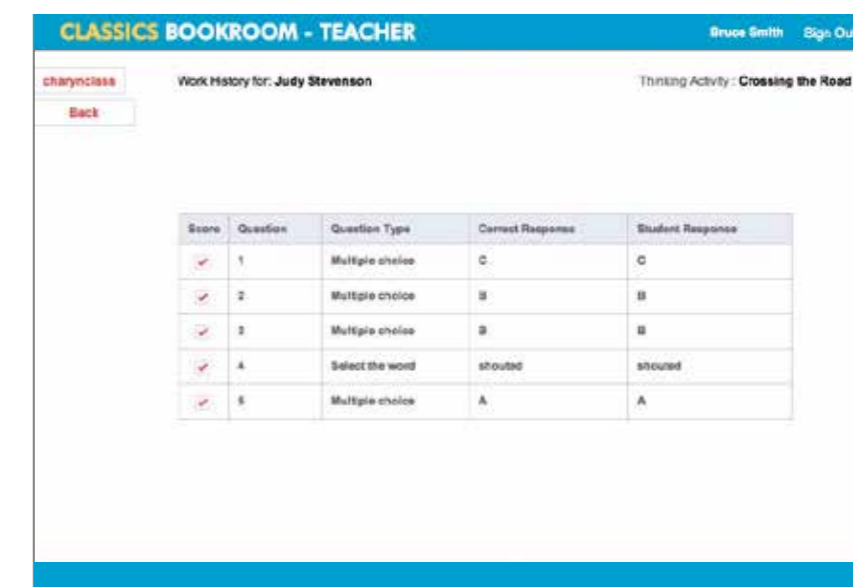 CLASSICS BOOKROOM - TEACHER Bruce Smith Sign Ou
charynclass Work History for: Judy Stevenson Thinking Activity : Crossing the Road
Back
Score Question Question Type Correct Response Student Response
1 Multiple choice C C
2 Multiple choice B B
3 Multiple choice B B
4 Select the word shouted shouted
5 Multiple choice A A